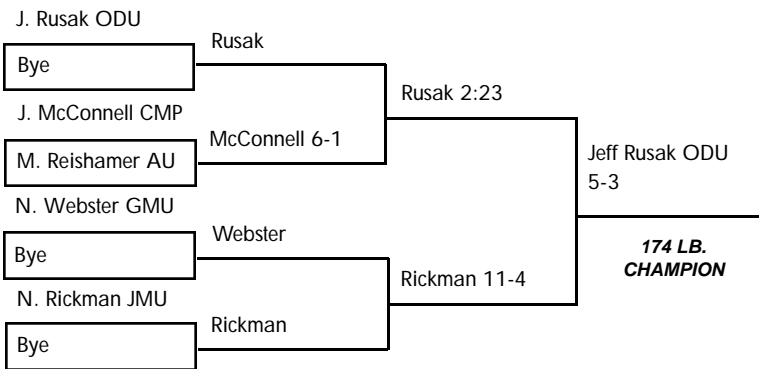 J. Rusak ODU
Bye
J. McConnell CMP
M. Reishamer AU
N. Webster GMU
Bye
N. Rickman JMU
Bye
Rusak
McConnell 6-1
Webster
Rickman
Rusak 2:23
Rickman 11-4
Jeff Rusak ODU
5-3
174 LB.
CHAMPION